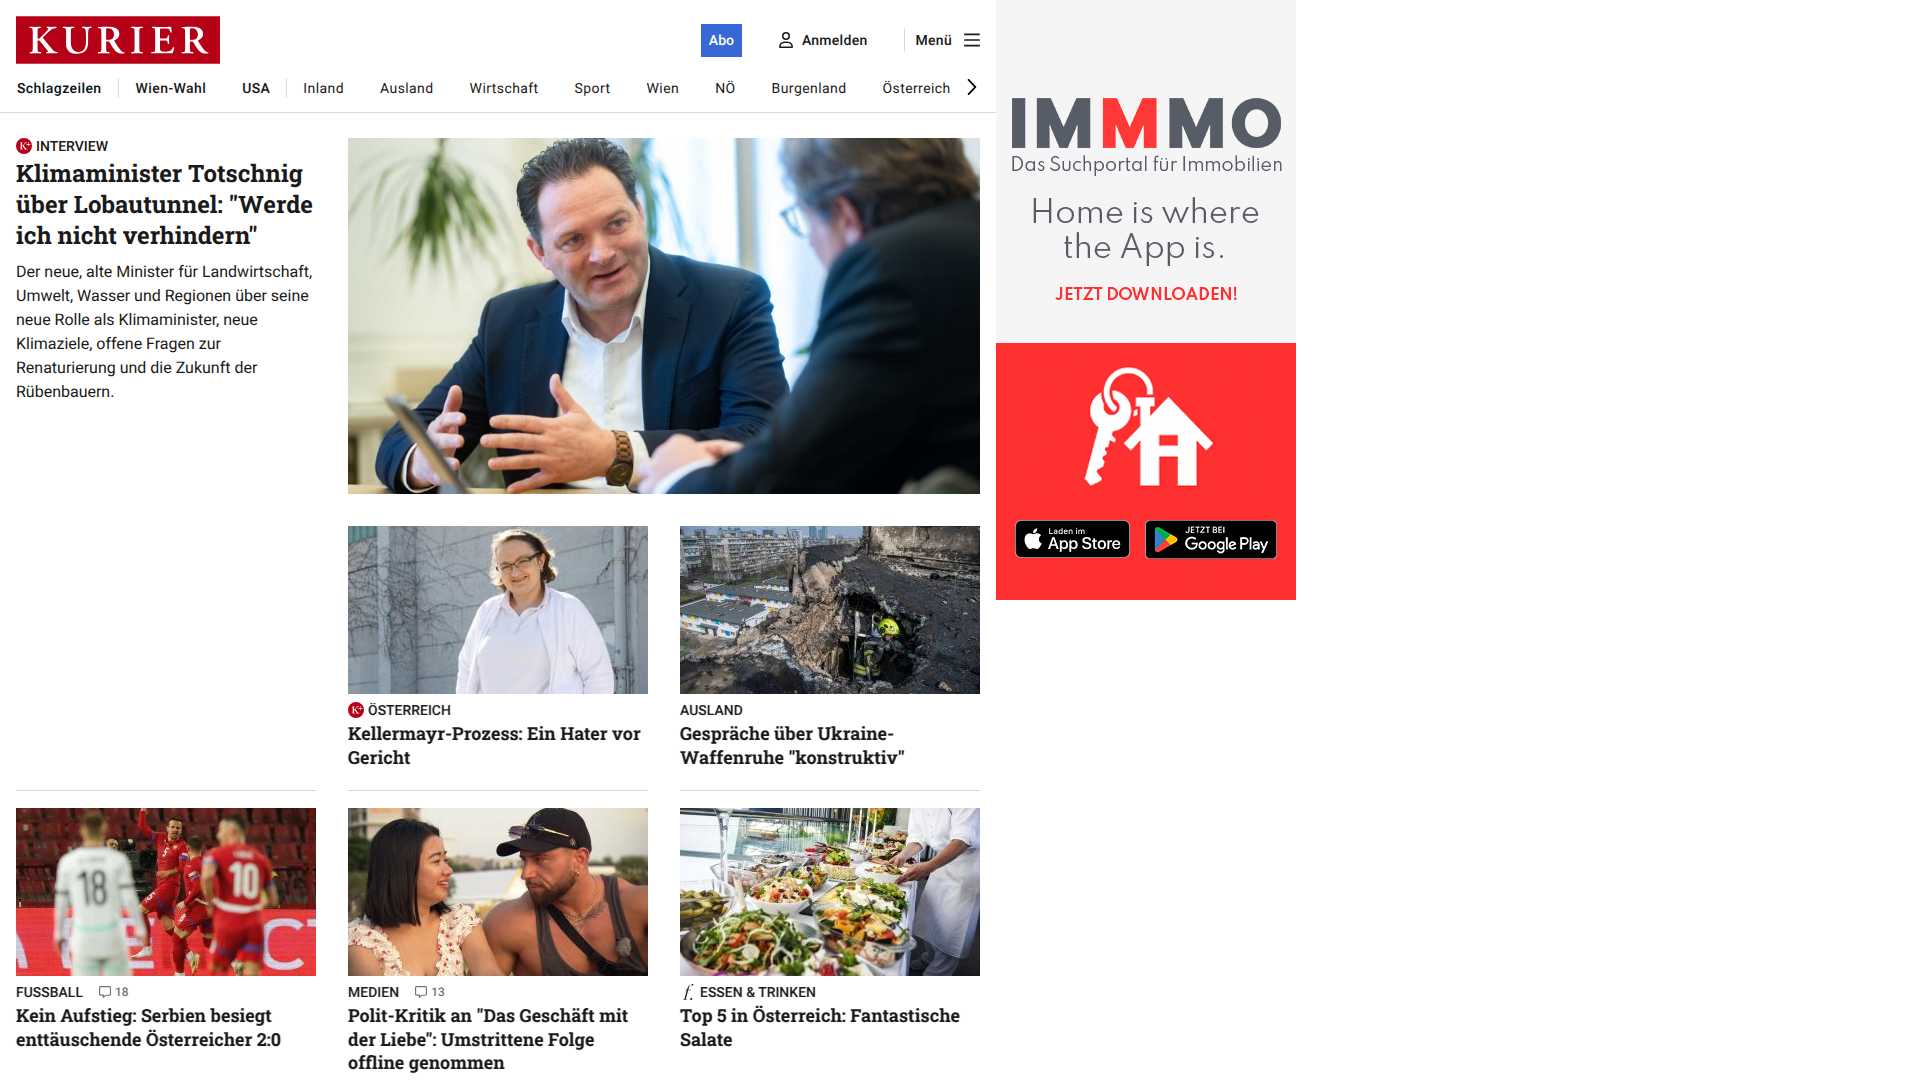 KURIER
Abo
Anmelden
Menü
Schlagzeilen
Wien-Wahl
USA
Inland
Ausland
Wirtschaft
Sport
Wien
NÖ
Burgenland
Österreich
K+ INTERVIEW
Klimaminister Totschnig
über Lobautunnel: "Werde
ich nicht verhindern"
Der neue, alte Minister für Landwirtschaft,
Umwelt, Wasser und Regionen über seine
neue Rolle als Klimaminister, neue
Klimaziele, offene Fragen zur
Renaturierung und die Zukunft der
Rübenbauern.
K+ ÖSTERREICH
Kellermayr-Prozess: Ein Hater vor
Gericht
AUSLAND
Gespräche über Ukraine-
Waffenruhe "konstruktiv"
18
10
FUSSBALL 18
Kein Aufstieg: Serbien besiegt
enttäuschende Österreicher 2:0
MEDIEN 13
Polit-Kritik an "Das Geschäft mit
der Liebe": Umstrittene Folge
offline genommen
f. ESSEN & TRINKEN
Top 5 in Österreich: Fantastische
Salate
IMMMO
Das Suchportal für Immobilien
Home is where
the App is.
JETZT DOWNLOADEN!
Laden im
App Store
JETZT BEI
Google Play